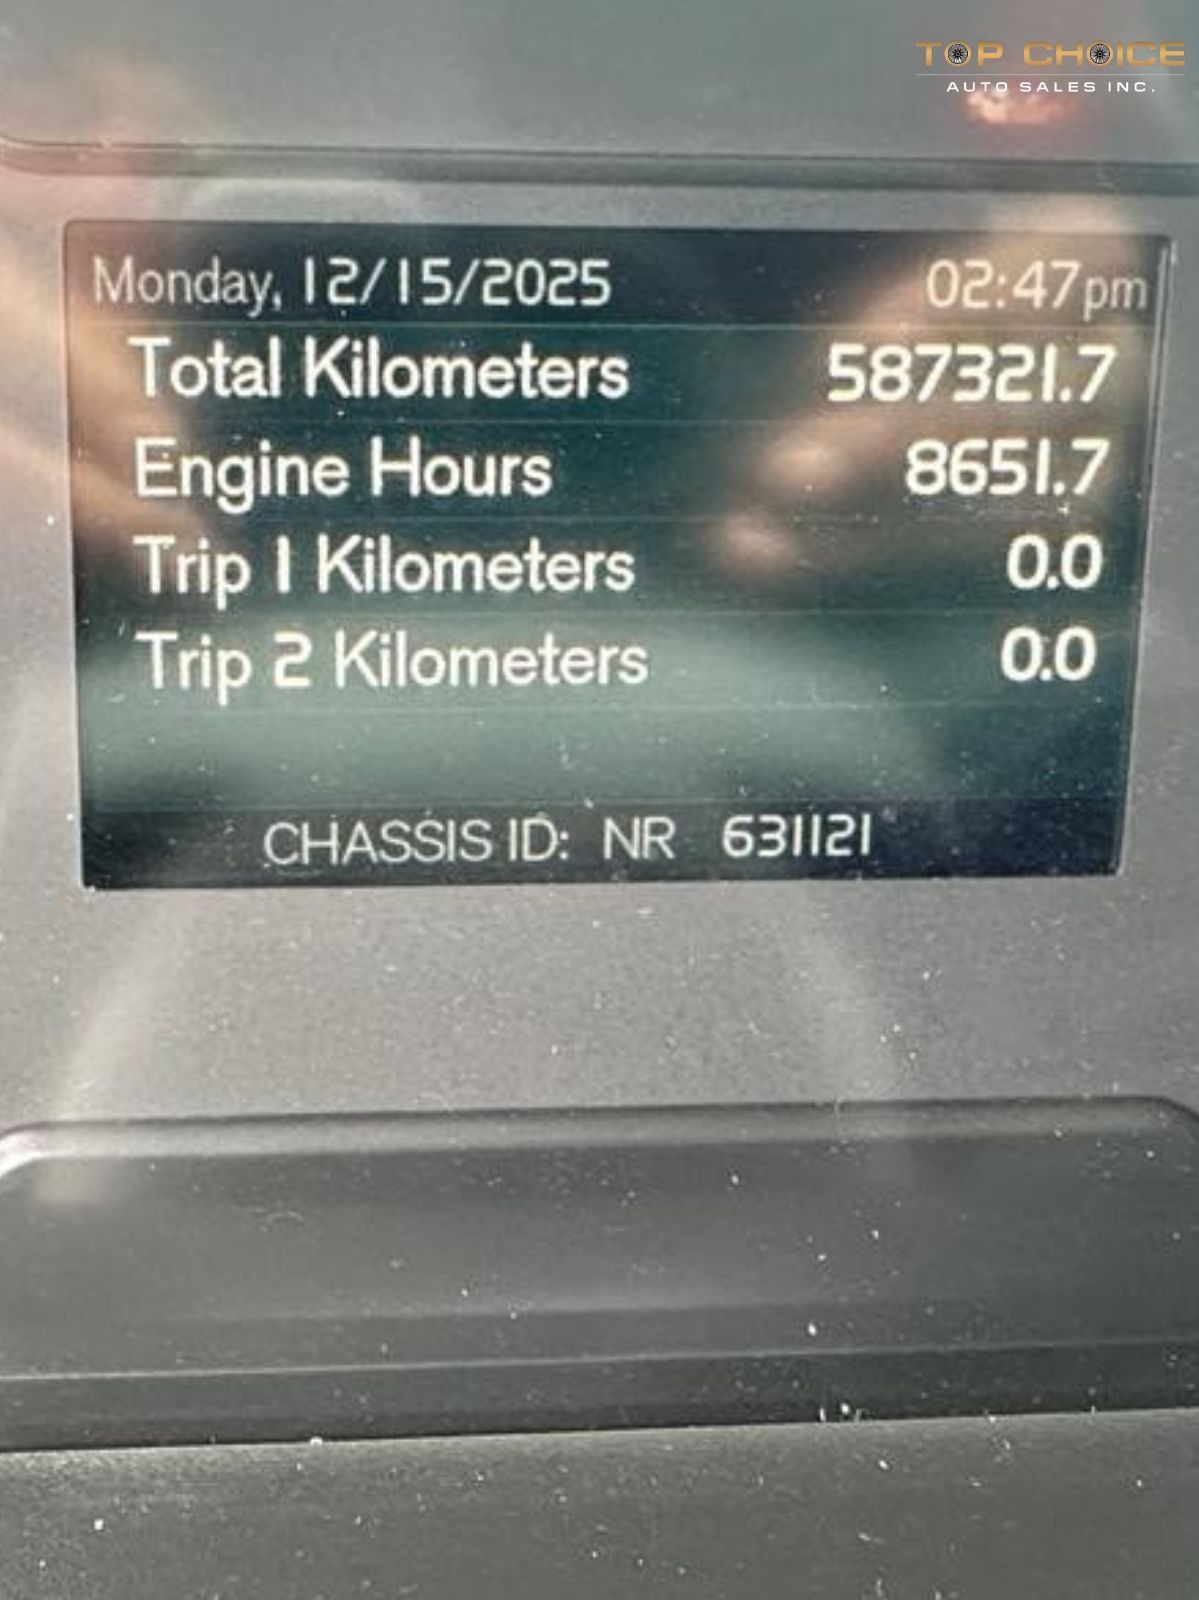 TOP CHOICE
AUTO SALES INC.
Monday, 12/15/2025 02:47pm
Total Kilometers 587321.7
Engine Hours 8651.7
Trip 1 Kilometers 0.0
Trip 2 Kilometers 0.0
CHASSIS ID: NR 631121